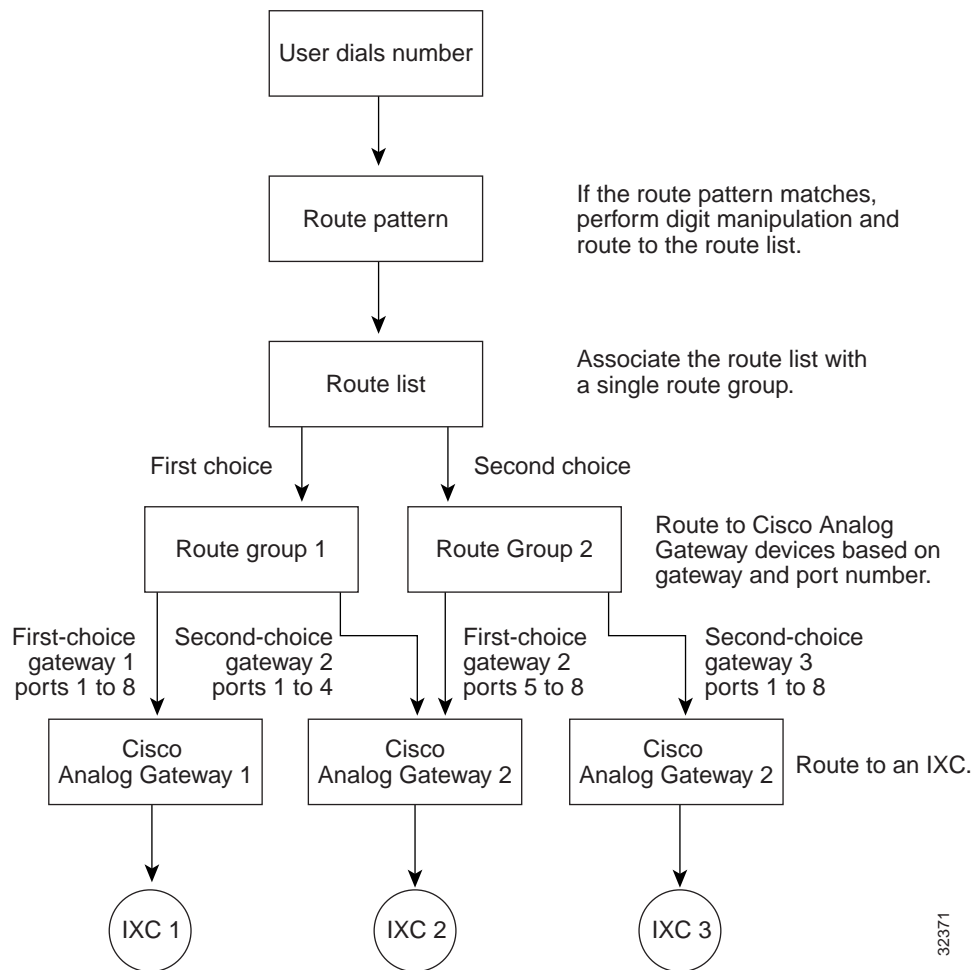 User dials number
Route pattern
If the route pattern matches,
perform digit manipulation and
route to the route list.
Route list
Associate the route list with
a single route group.
First choice
Second choice
Route group 1
Route Group 2
Route to Cisco Analog
Gateway devices based on
gateway and port number.
First-choice
gateway 1
ports 1 to 8
Second-choice
gateway 2
ports 1 to 4
First-choice
gateway 2
ports 5 to 8
Second-choice
gateway 3
ports 1 to 8
Cisco
Analog Gateway 1
Cisco
Analog Gateway 2
Cisco
Analog Gateway 2
Route to an IXC.
IXC 1
IXC 2
IXC 3
32371